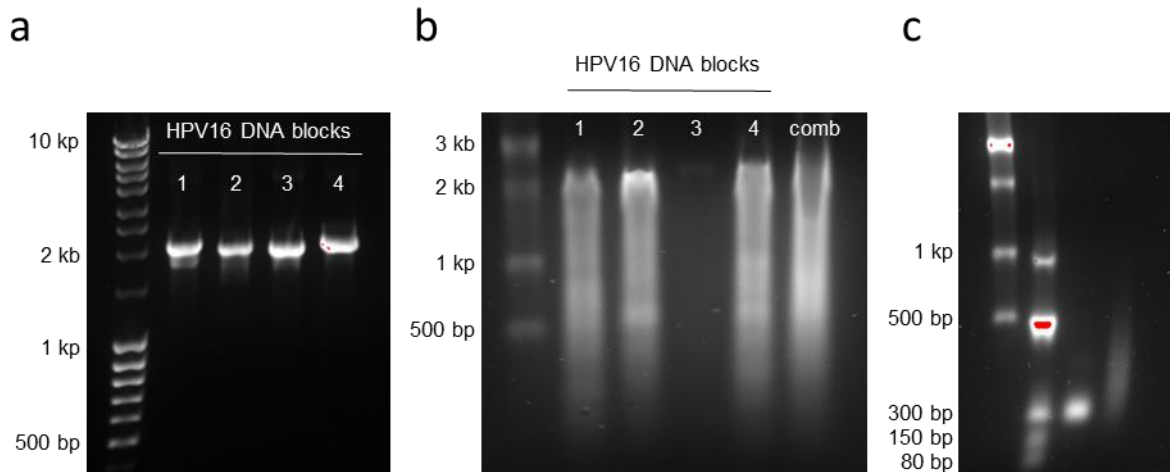 a
HPV16 DNA blocks
1 2 3 4
10 kp
2 kb
1 kp
500 bp
b
HPV16 DNA blocks
1 2 3 4 comb
3 kb
2 kb
1 kp
500 bp
c
1 kp
500 bp
300 bp
150 bp
80 bp